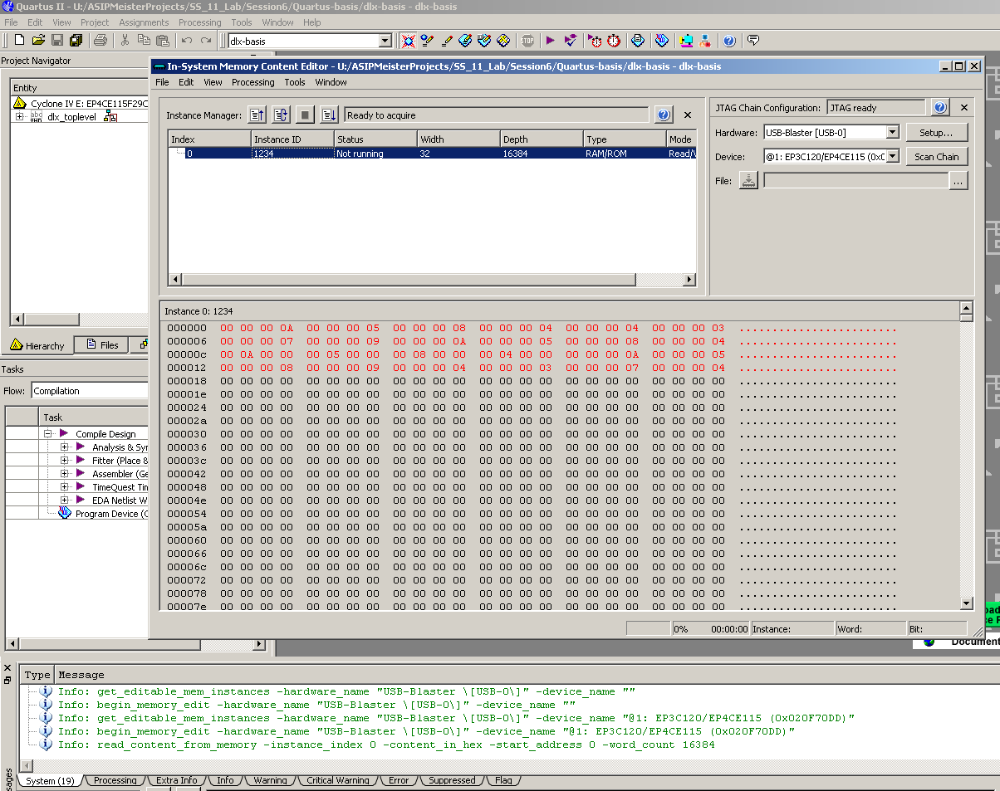 Quartus II - U:/ASIPMeisterProjects/SS_11_Lab/Session6/Quartus-basis/dlx-basis - dlx-basis
File Edit View Project Assignments Processing Tools Window Help
dlx-basis
STOP
Project Navigator
Entity
Cyclone IV E: EP4CE115F29C
dlx_toplevel
Hierarchy Files
Tasks
Flow: Compilation
Task
Compile Design
Analysis & Syn
Fitter (Place &
Assembler (Ge
TimeQuest Tim
EDA Netlist W
Program Device (O
In-System Memory Content Editor - U:/ASIPMeisterProjects/SS_11_Lab/Session6/Quartus-basis/dlx-basis - dlx-basis
File Edit View Processing Tools Window
Instance Manager: Ready to acquire
Index Instance ID Status Width Depth Type Mode
0 1234 Not running 32 16384 RAM/ROM Read/W
JTAG Chain Configuration: JTAG ready
Hardware: USB-Blaster [USB-0] Setup...
Device: @1: EP3C120/EP4CE115 (0x0 Scan Chain
File: ...
Instance 0: 1234
000000 00 00 00 0A 00 00 00 05 00 00 00 08 00 00 00 04 00 00 00 04 00 00 00 03 ........................
000006 00 00 00 07 00 00 00 09 00 00 00 0A 00 00 00 05 00 00 00 08 00 00 00 04 ........................
00000c 00 0A 00 00 00 05 00 00 00 08 00 00 00 04 00 00 00 00 00 0A 00 00 00 05 ........................
000012 00 00 00 08 00 00 00 09 00 00 00 04 00 00 00 03 00 00 00 07 00 00 00 04 ........................
000018 00 00 00 00 00 00 00 00 00 00 00 00 00 00 00 00 00 00 00 00 00 00 00 00 ........................
00001e 00 00 00 00 00 00 00 00 00 00 00 00 00 00 00 00 00 00 00 00 00 00 00 00 ........................
000024 00 00 00 00 00 00 00 00 00 00 00 00 00 00 00 00 00 00 00 00 00 00 00 00 ........................
00002a 00 00 00 00 00 00 00 00 00 00 00 00 00 00 00 00 00 00 00 00 00 00 00 00 ........................
000030 00 00 00 00 00 00 00 00 00 00 00 00 00 00 00 00 00 00 00 00 00 00 00 00 ........................
000036 00 00 00 00 00 00 00 00 00 00 00 00 00 00 00 00 00 00 00 00 00 00 00 00 ........................
00003c 00 00 00 00 00 00 00 00 00 00 00 00 00 00 00 00 00 00 00 00 00 00 00 00 ........................
000042 00 00 00 00 00 00 00 00 00 00 00 00 00 00 00 00 00 00 00 00 00 00 00 00 ........................
000048 00 00 00 00 00 00 00 00 00 00 00 00 00 00 00 00 00 00 00 00 00 00 00 00 ........................
00004e 00 00 00 00 00 00 00 00 00 00 00 00 00 00 00 00 00 00 00 00 00 00 00 00 ........................
000054 00 00 00 00 00 00 00 00 00 00 00 00 00 00 00 00 00 00 00 00 00 00 00 00 ........................
00005a 00 00 00 00 00 00 00 00 00 00 00 00 00 00 00 00 00 00 00 00 00 00 00 00 ........................
000060 00 00 00 00 00 00 00 00 00 00 00 00 00 00 00 00 00 00 00 00 00 00 00 00 ........................
000066 00 00 00 00 00 00 00 00 00 00 00 00 00 00 00 00 00 00 00 00 00 00 00 00 ........................
00006c 00 00 00 00 00 00 00 00 00 00 00 00 00 00 00 00 00 00 00 00 00 00 00 00 ........................
000072 00 00 00 00 00 00 00 00 00 00 00 00 00 00 00 00 00 00 00 00 00 00 00 00 ........................
000078 00 00 00 00 00 00 00 00 00 00 00 00 00 00 00 00 00 00 00 00 00 00 00 00 ........................
00007e 00 00 00 00 00 00 00 00 00 00 00 00 00 00 00 00 00 00 00 00 00 00 00 00 ........................
0% 00:00:00 Instance: Word: Bit:
Document
Type Message
Info: get_editable_mem_instances -hardware_name "USB-Blaster \[USB-0\]" -device_name ""
Info: begin_memory_edit -hardware_name "USB-Blaster \[USB-0\]" -device_name ""
Info: get_editable_mem_instances -hardware_name "USB-Blaster \[USB-0\]" -device_name "@1: EP3C120/EP4CE115 (0x020F70DD)"
Info: begin_memory_edit -hardware_name "USB-Blaster \[USB-0\]" -device_name "@1: EP3C120/EP4CE115 (0x020F70DD)"
Info: read_content_from_memory -instance_index 0 -content_in_hex -start_address 0 -word_count 16384
System (19) Processing Extra Info Info Warning Critical Warning Error Suppressed Flag